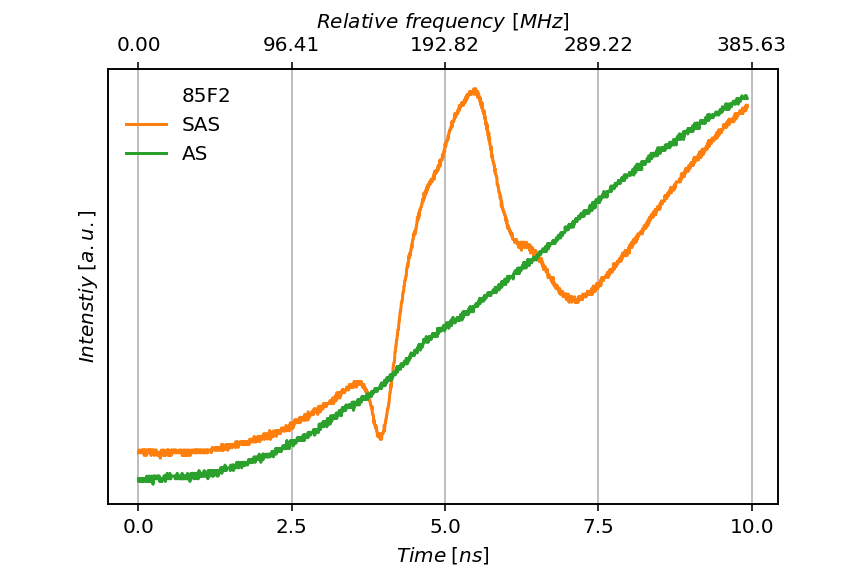 Relative frequency [MHz]
0.00 96.41 192.82 289.22 385.63
85F2
SAS
AS
Intenstiy [a. u.]
0.0 2.5 5.0 7.5 10.0
Time [ns]